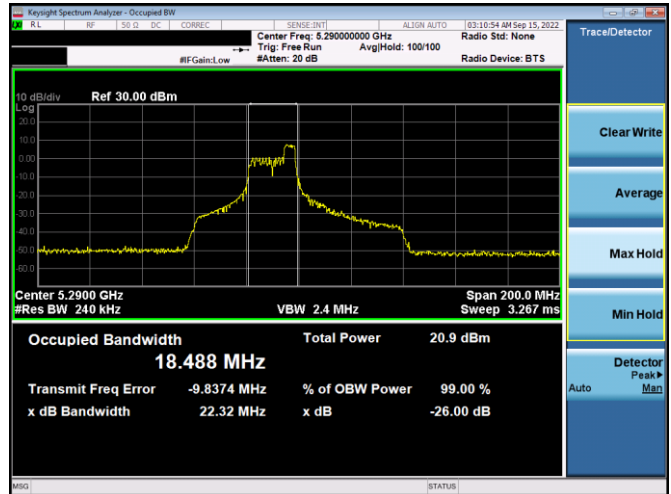 Keysight Spectrum Analyzer - Occupied BW
RL RF 50 Ω DC CORREC SENSE:INT ALIGN AUTO 03:10:54 AM Sep 15, 2022
Center Freq: 5.290000000 GHz Radio Std: None
Trig: Free Run Avg|Hold: 100/100
#IFGain:Low #Atten: 20 dB Radio Device: BTS
10 dB/div Ref 30.00 dBm
Log
20.0
10.0
0.00
-10.0
-20.0
-30.0
-40.0
-50.0
-60.0
Center 5.2900 GHz Span 200.0 MHz
#Res BW 240 kHz VBW 2.4 MHz Sweep 3.267 ms
Occupied Bandwidth Total Power 20.9 dBm
18.488 MHz
Transmit Freq Error -9.8374 MHz % of OBW Power 99.00 %
x dB Bandwidth 22.32 MHz x dB -26.00 dB
MSG STATUS
Trace/Detector
Clear Write
Average
Max Hold
Min Hold
Detector
Peak▶
Auto Man